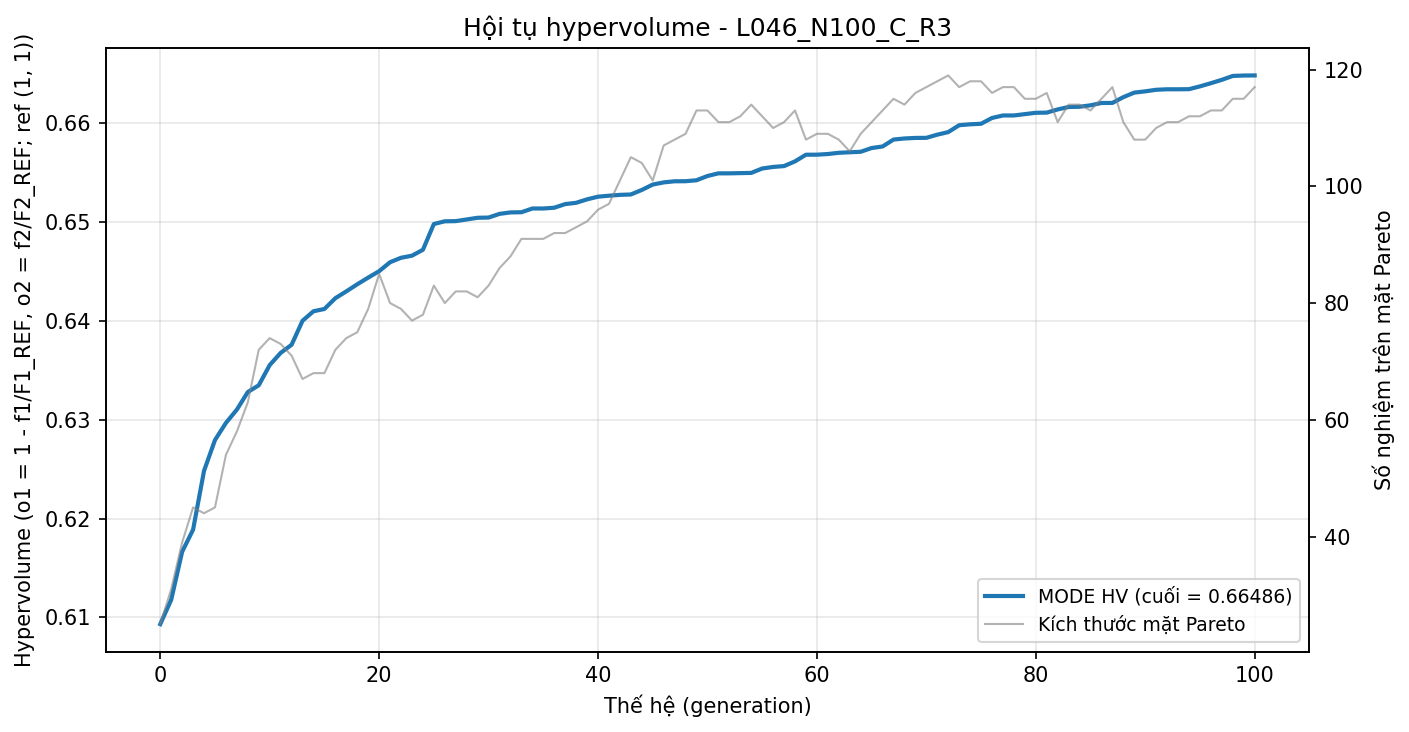 Hội tụ hypervolume - L046_N100_C_R3
Hypervolume (o1 = 1 - f1/F1_REF, o2 = f2/F2_REF; ref (1, 1))
0.66
0.65
0.64
0.63
0.62
0.61
120
100
80
60
40
Số nghiệm trên mặt Pareto
MODE HV (cuối = 0.66486)
Kích thước mặt Pareto
0
20
40
60
80
100
Thế hệ (generation)